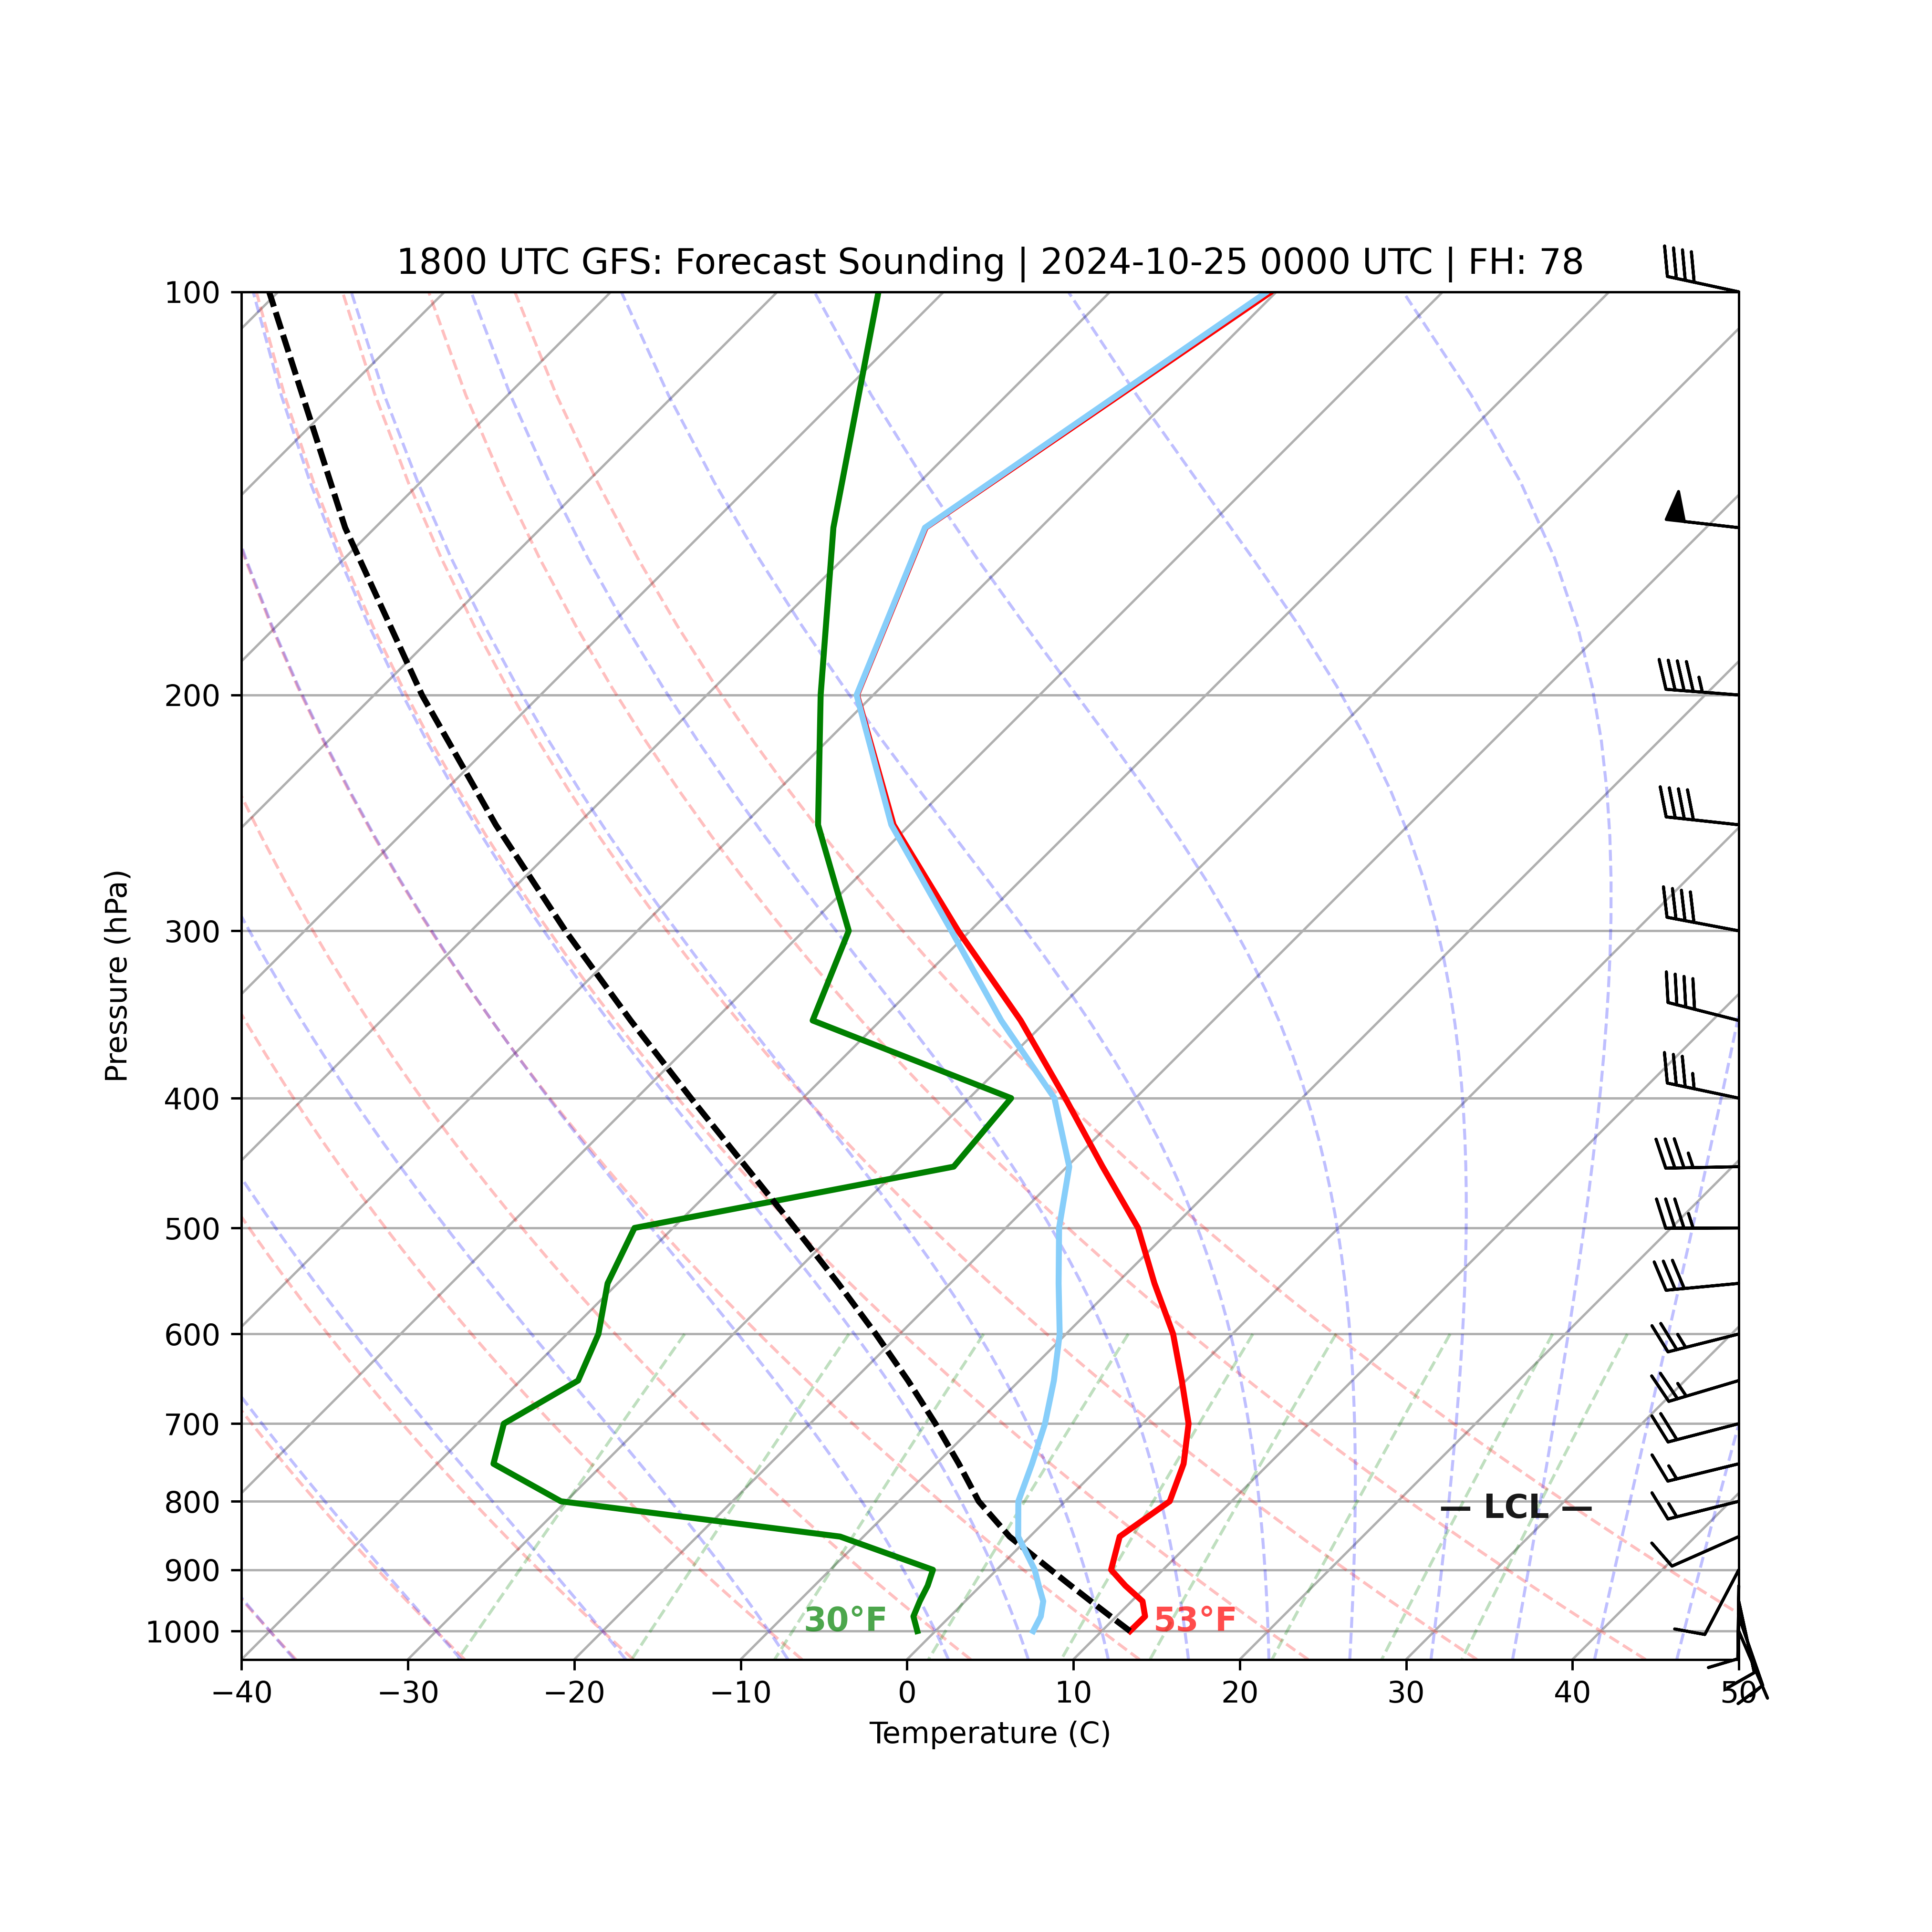 1800 UTC GFS: Forecast Sounding | 2024-10-25 0000 UTC | FH: 78
100
200
300
400
500
600
700
800
900
1000
Pressure (hPa)
— LCL —
30°F
53°F
−40 −30 −20 −10 0 10 20 30 40 50
Temperature (C)